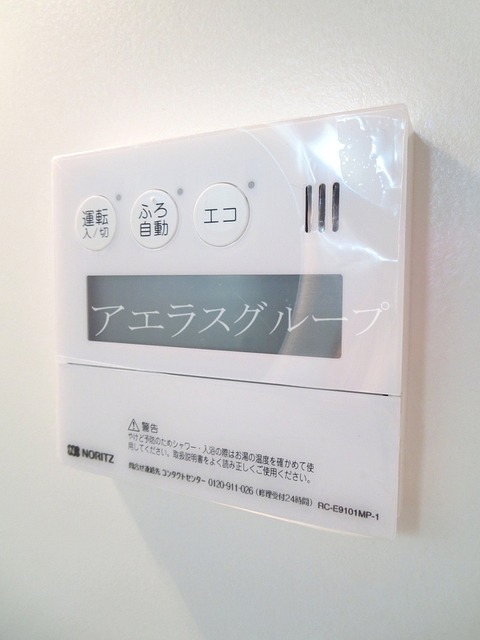 運転
入/切
ふろ
自動
エコ
アエラスグループ
警告
やけど予防のためシャワー・入浴の際はお湯の温度を確かめて使
用してください。取扱説明書をよく読み正しくご使用ください。
NORITZ
問合せ連絡先 コンタクトセンター 0120-911-026 (修理受付24時間) RC-E9101MP-1